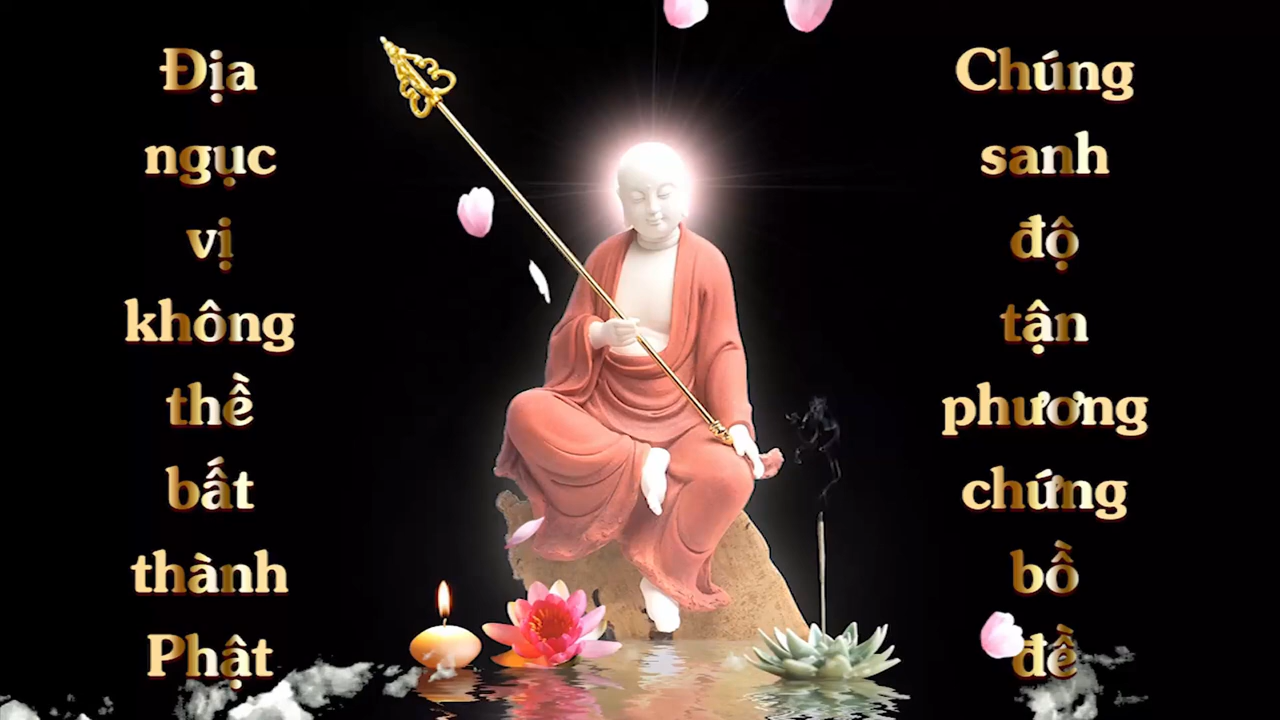 Địa
ngục
vị
không
thề
bất
thành
Phật
Chúng
sanh
độ
tận
phương
chứng
bồ
đề